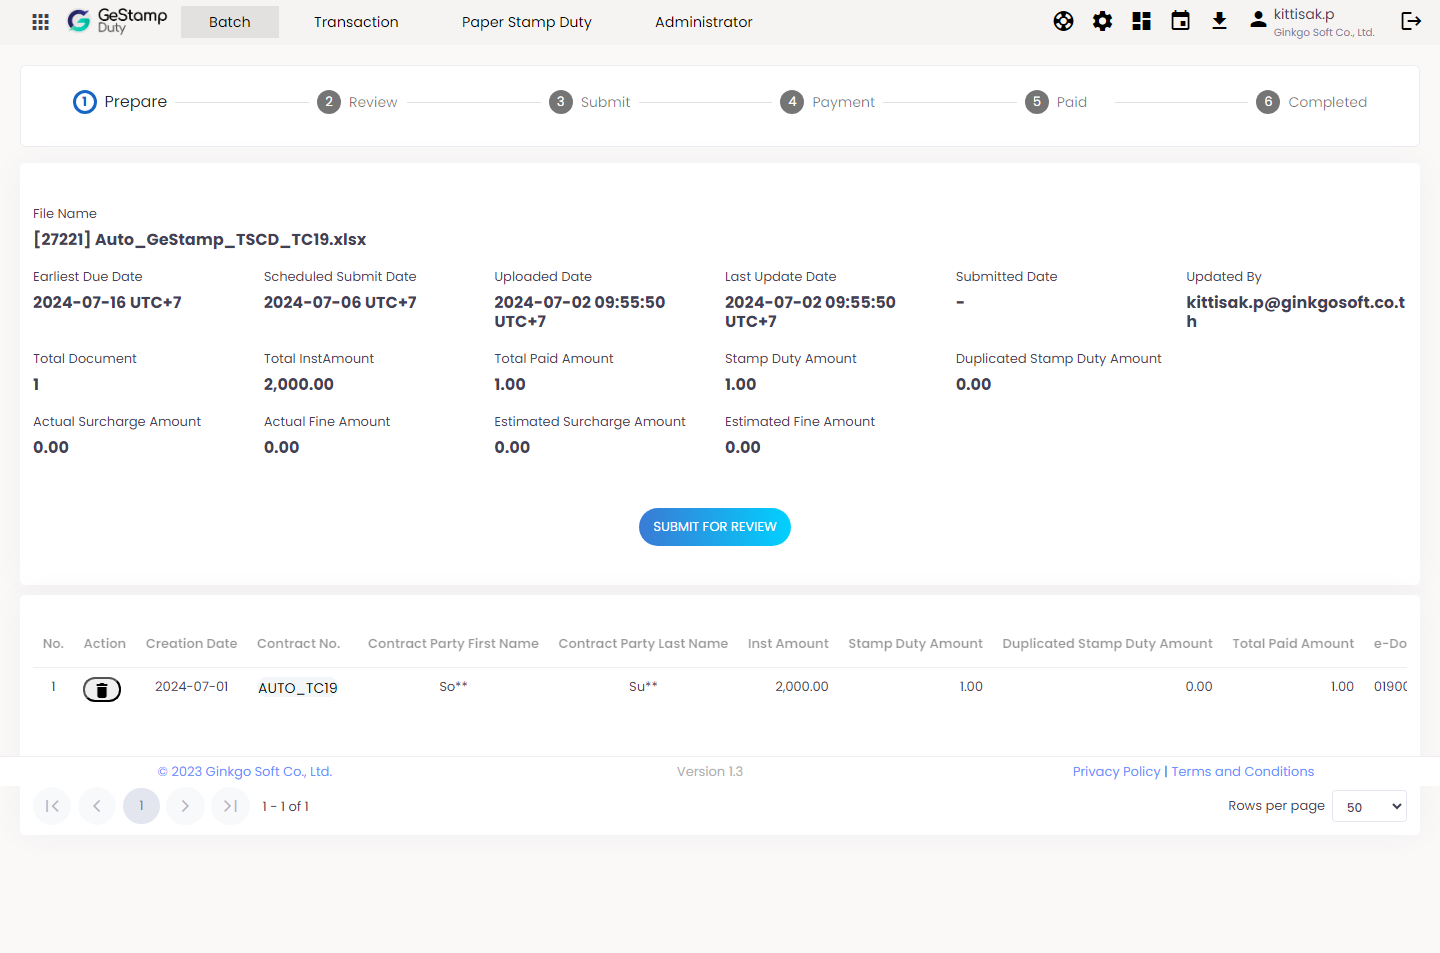 GeStamp
Duty
Batch
Transaction
Paper Stamp Duty
Administrator
kittisak.p
Ginkgo Soft Co., Ltd.
1 Prepare
2 Review
3 Submit
4 Payment
5 Paid
6 Completed
File Name
[27221] Auto_GeStamp_TSCD_TC19.xlsx
Earliest Due Date
2024-07-16 UTC+7
Scheduled Submit Date
2024-07-06 UTC+7
Uploaded Date
2024-07-02 09:55:50
UTC+7
Last Update Date
2024-07-02 09:55:50
UTC+7
Submitted Date
-
Updated By
kittisak.p@ginkgosoft.co.t
h
Total Document
1
Total InstAmount
2,000.00
Total Paid Amount
1.00
Stamp Duty Amount
1.00
Duplicated Stamp Duty Amount
0.00
Actual Surcharge Amount
0.00
Actual Fine Amount
0.00
Estimated Surcharge Amount
0.00
Estimated Fine Amount
0.00
SUBMIT FOR REVIEW
No. Action Creation Date Contract No. Contract Party First Name Contract Party Last Name Inst Amount Stamp Duty Amount Duplicated Stamp Duty Amount Total Paid Amount e-Do
1 2024-07-01 AUTO_TC19 So** Su** 2,000.00 1.00 0.00 1.00 01900
© 2023 Ginkgo Soft Co., Ltd.
Version 1.3
Privacy Policy | Terms and Conditions
1
1 - 1 of 1
Rows per page 50